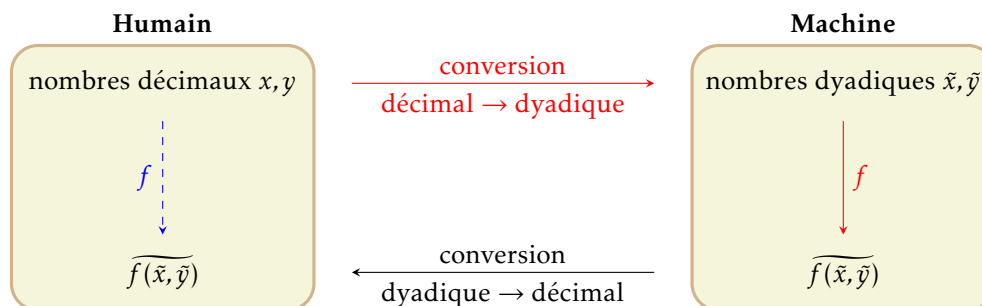 Humain
Machine
nombres décimaux x, y
conversion
décimal → dyadique
nombres dyadiques x̃, ỹ
f
f
f(x̃, ỹ)
conversion
dyadique → décimal
f(x̃, ỹ)